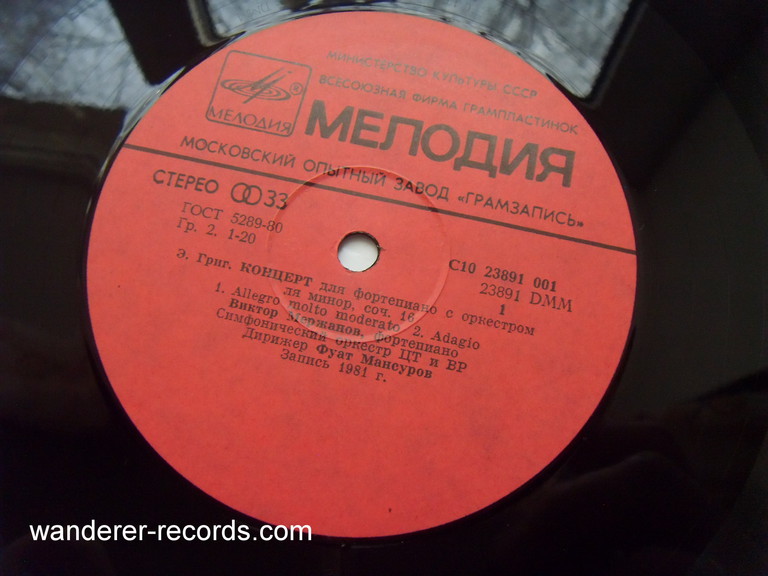 МИНИСТЕРСТВО КУЛЬТУРЫ СССР
ВСЕСОЮЗНАЯ ФИРМА ГРАМПЛАСТИНОК
МЕЛОДИЯ
®
МЕЛОДИЯ
МОСКОВСКИЙ ОПЫТНЫЙ ЗАВОД «ГРАМЗАПИСЬ»
СТЕРЕО 33
ГОСТ 5289-80
Гр. 2. 1-20
С10 23891 001
23891 DMM
1
Э. Григ. КОНЦЕРТ для фортепиано с оркестром
ля минор, соч. 16
1. Allegro molto moderato 2. Adagio
Виктор Мержанов, фортепиано
Симфонический оркестр ЦТ и ВР
Дирижер Фуат Мансуров
Запись 1981 г.
wanderer-records.com